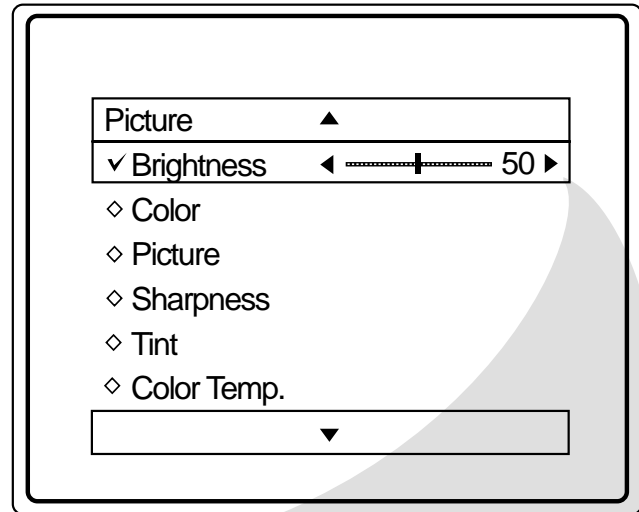 Picture
Brightness 50
Color
Picture
Sharpness
Tint
Color Temp.